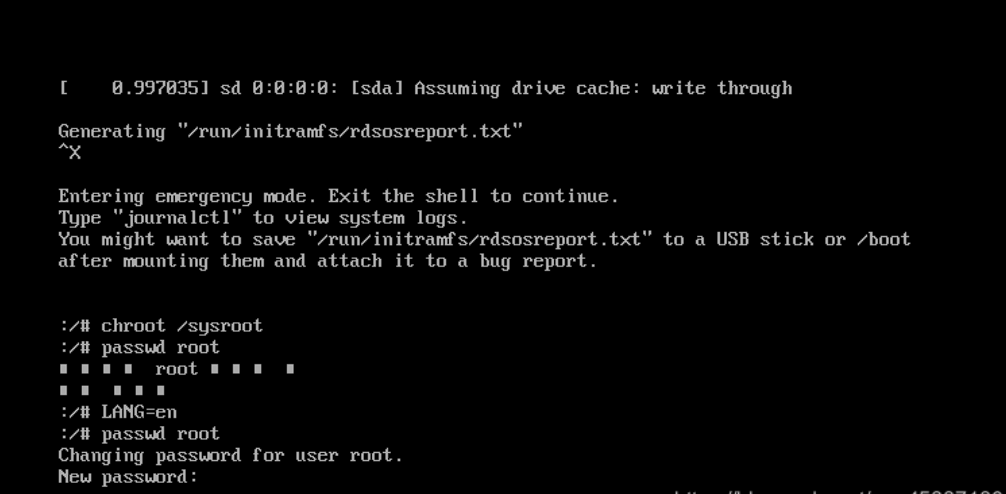 [    0.997035] sd 0:0:0:0: [sda] Assuming drive cache: write through
Generating "/run/initramfs/rdsosreport.txt"
^X
Entering emergency mode. Exit the shell to continue.
Type "journalctl" to view system logs.
You might want to save "/run/initramfs/rdsosreport.txt" to a USB stick or /boot
after mounting them and attach it to a bug report.
:/# chroot /sysroot
:/# passwd root
∎ ∎ ∎ ∎  root ∎ ∎ ∎  ∎
∎ ∎  ∎ ∎ ∎
:/# LANG=en
:/# passwd root
Changing password for user root.
New password: